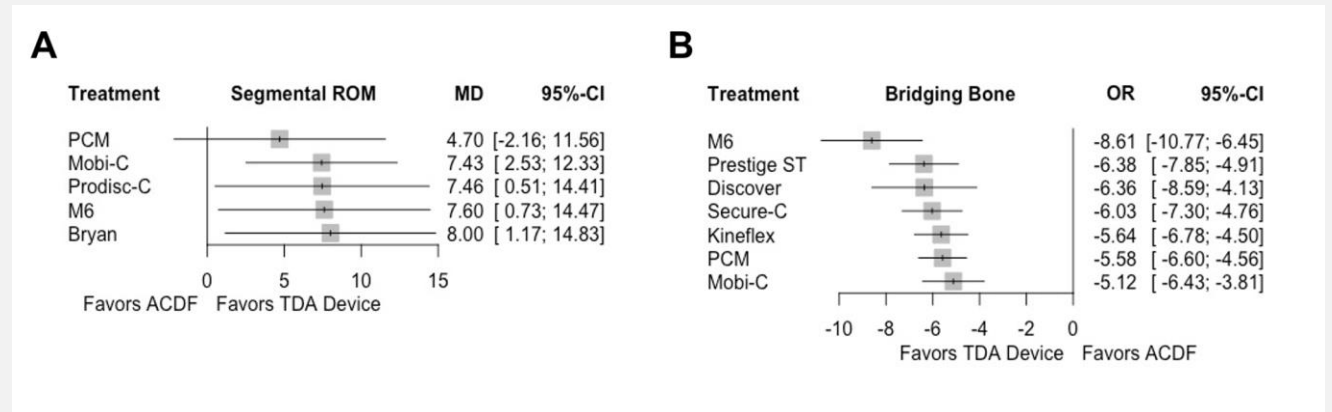 A
Treatment Segmental ROM MD 95%-CI
PCM 4.70 [-2.16; 11.56]
Mobi-C 7.43 [ 2.53; 12.33]
Prodisc-C 7.46 [ 0.51; 14.41]
M6 7.60 [ 0.73; 14.47]
Bryan 8.00 [ 1.17; 14.83]
0 5 10 15
Favors ACDF Favors TDA Device
B
Treatment Bridging Bone OR 95%-CI
M6 -8.61 [-10.77; -6.45]
Prestige ST -6.38 [ -7.85; -4.91]
Discover -6.36 [ -8.59; -4.13]
Secure-C -6.03 [ -7.30; -4.76]
Kineflex -5.64 [ -6.78; -4.50]
PCM -5.58 [ -6.60; -4.56]
Mobi-C -5.12 [ -6.43; -3.81]
-10 -8 -6 -4 -2 0
Favors TDA Device Favors ACDF